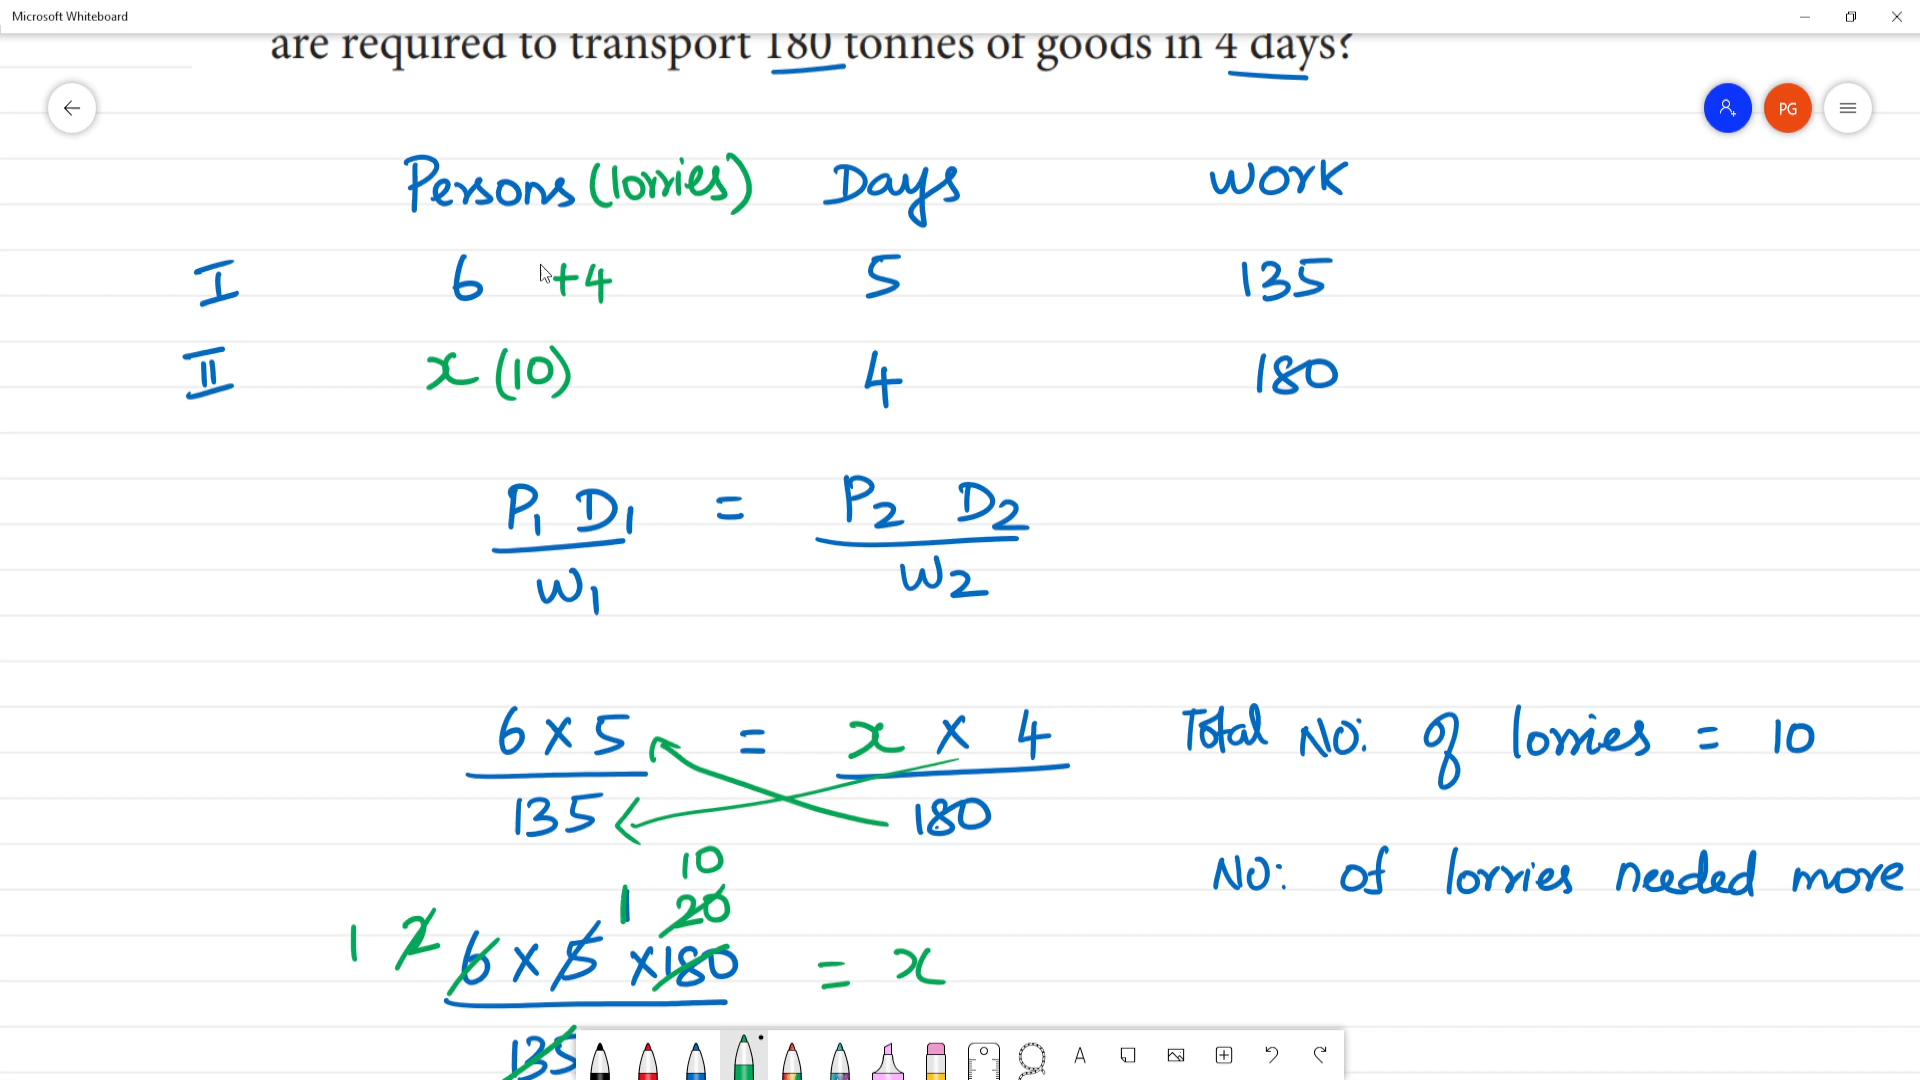 Microsoft Whiteboard
are required to transport 180 tonnes of goods in 4 days?
PG
Persons (lorries) Days Work
I 6 +4 5 135
II x (10) 4 180
P1 D1 = P2 D2
W1 W2
6 x 5 = x x 4 Total NO: of lorries = 10
135 180
NO: of lorries needed more
10
1 20
1 2 6 x 5 x 180 = x
135
A